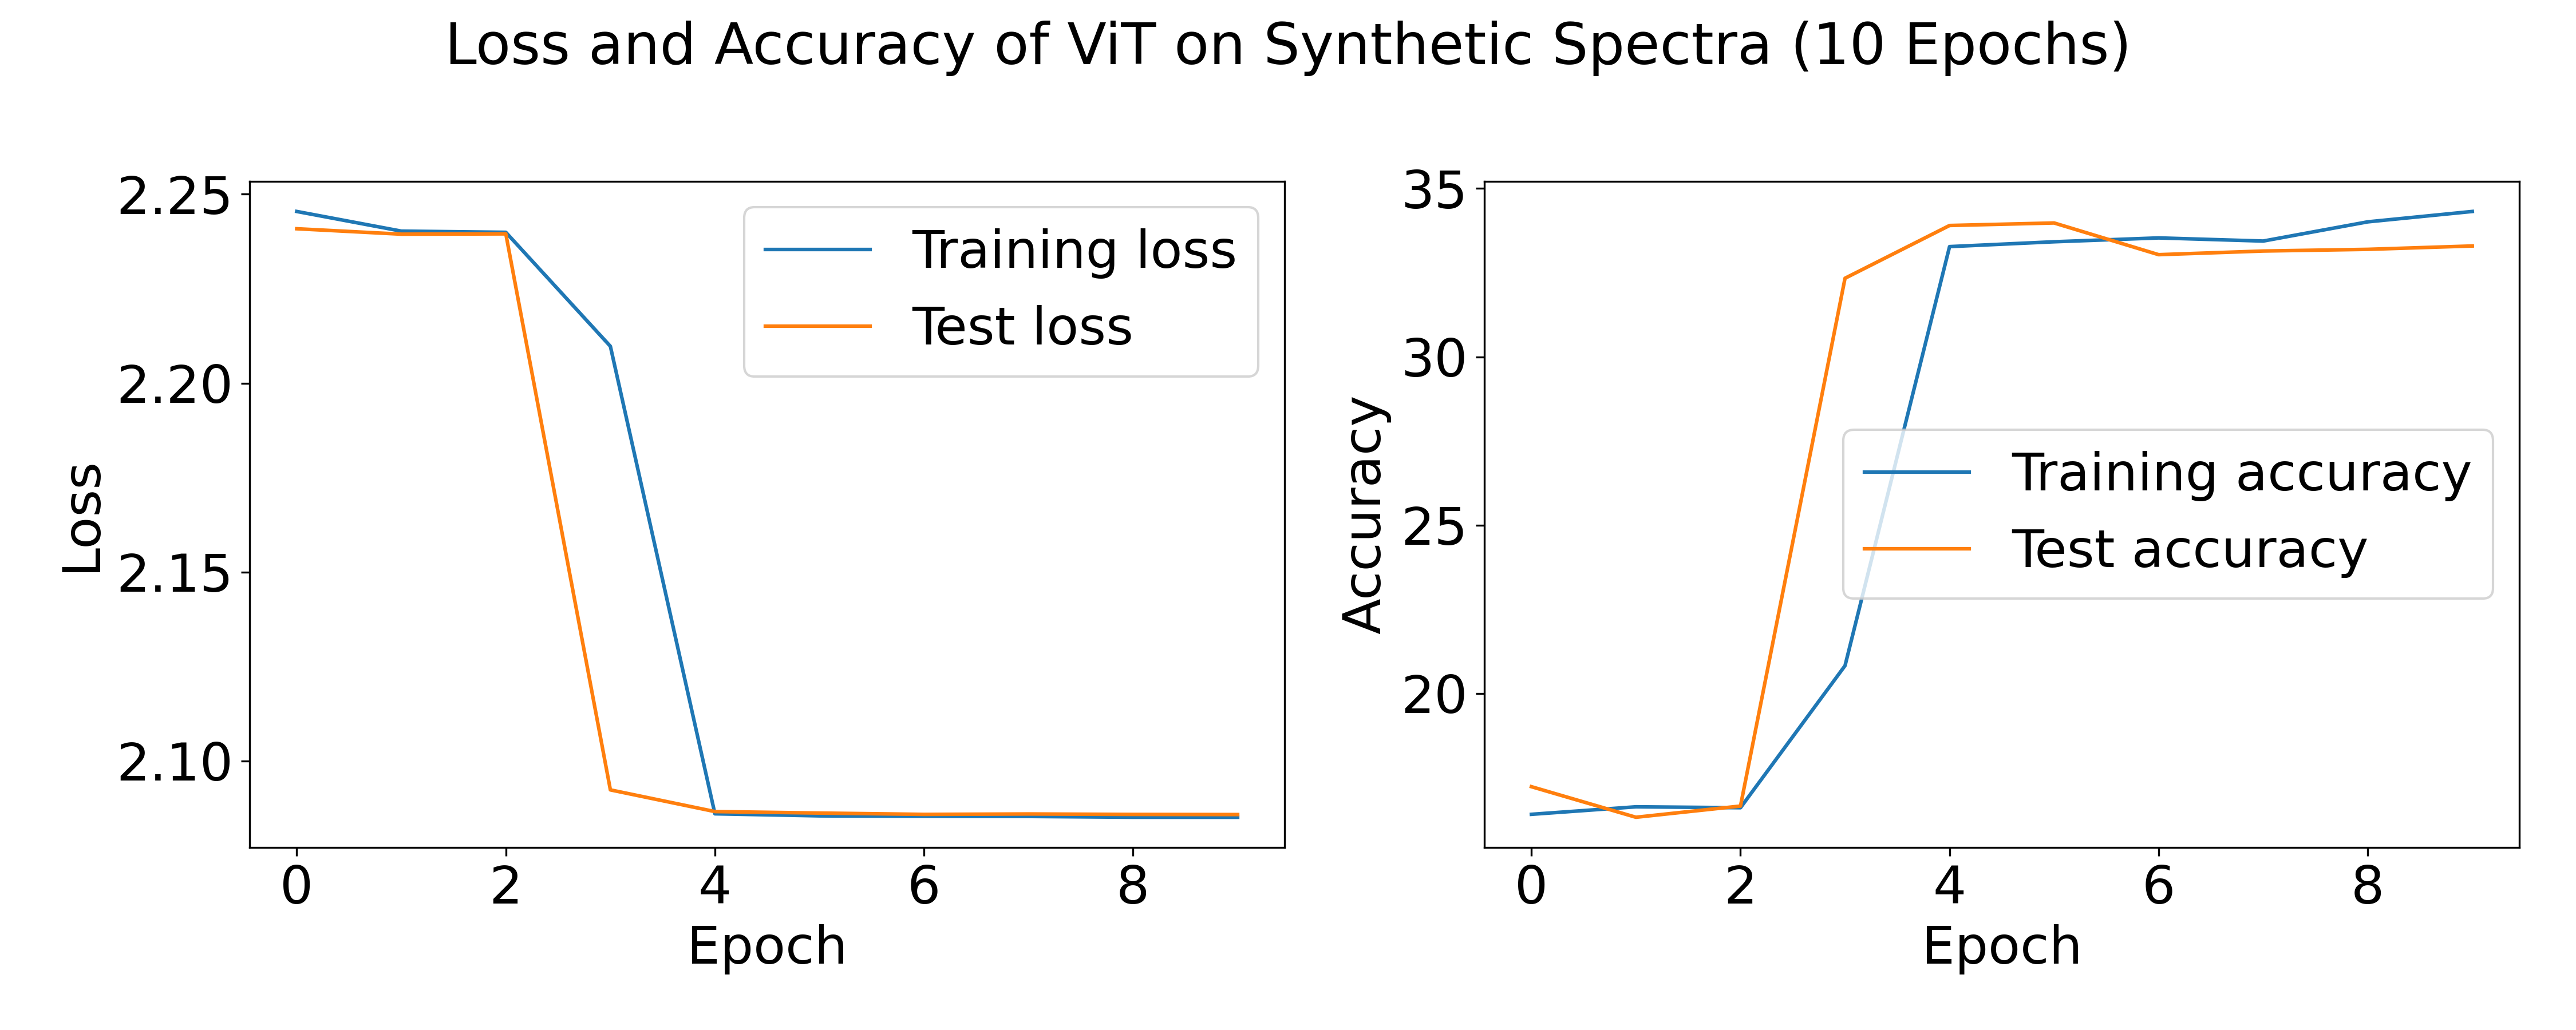 Loss and Accuracy of ViT on Synthetic Spectra (10 Epochs)
2.25
2.20
2.15
2.10
Loss
0 2 4 6 8
Epoch
Training loss
Test loss
35
30
25
20
Accuracy
0 2 4 6 8
Epoch
Training accuracy
Test accuracy